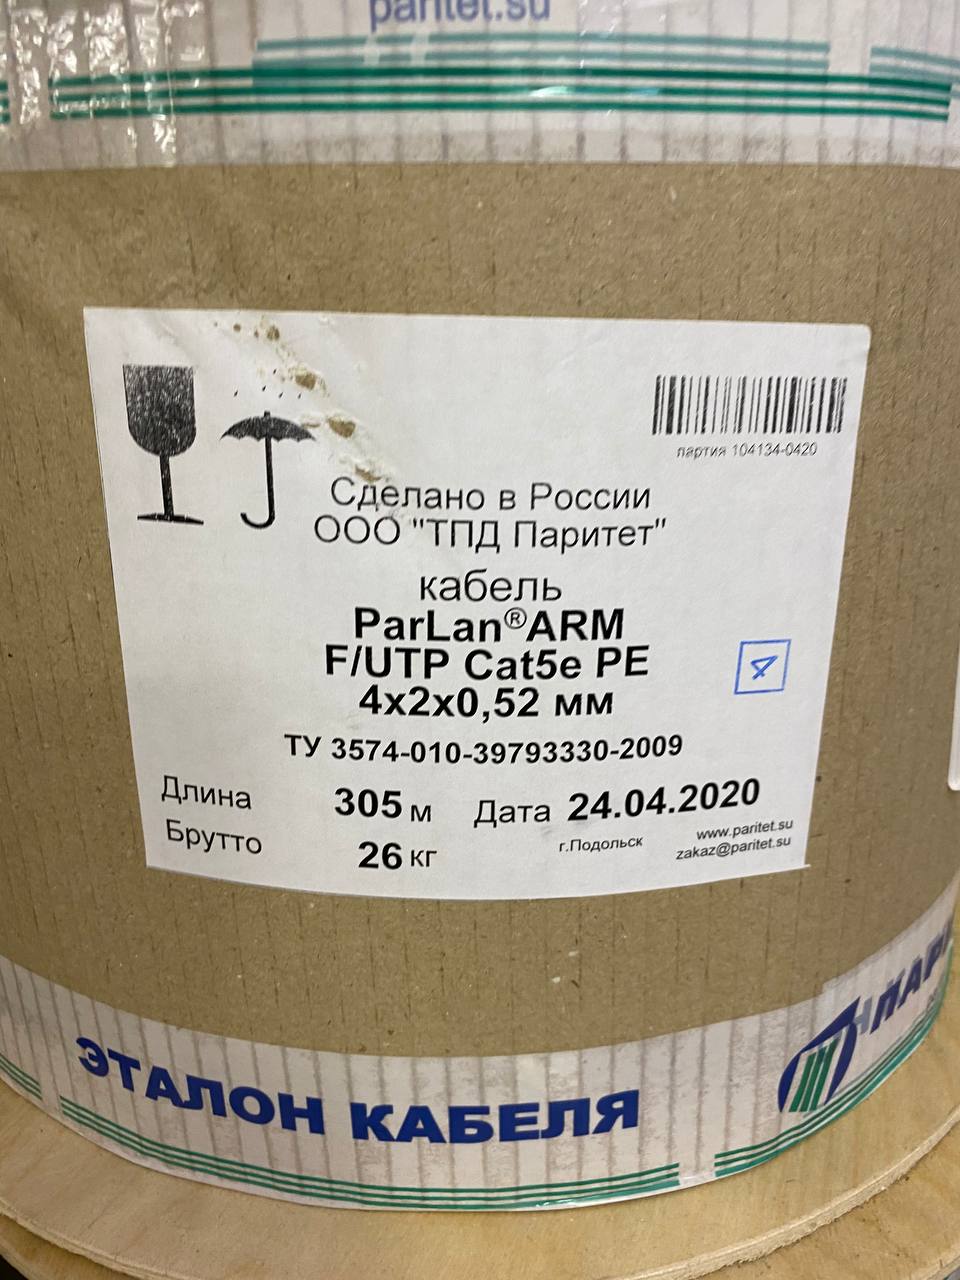 paritet.su
партия 104134-0420
Сделано в России
ООО "ТПД Паритет"
кабель
ParLan®ARM
F/UTP Cat5e PE
4x2x0,52 мм
4
ТУ 3574-010-39793330-2009
Длина 305 м Дата 24.04.2020
Брутто 26 кг г.Подольск www.paritet.su
zakaz@paritet.su
ЭТАЛОН КАБЕЛЯ